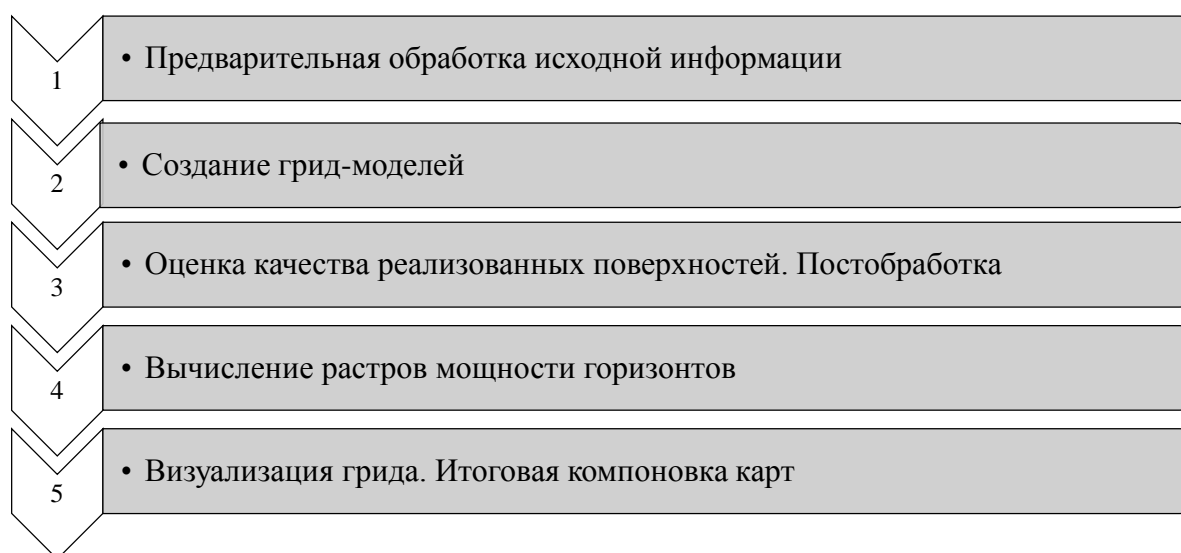 1
• Предварительная обработка исходной информации
2
• Создание грид-моделей
3
• Оценка качества реализованных поверхностей. Постобработка
4
• Вычисление растров мощности горизонтов
5
• Визуализация грида. Итоговая компоновка карт